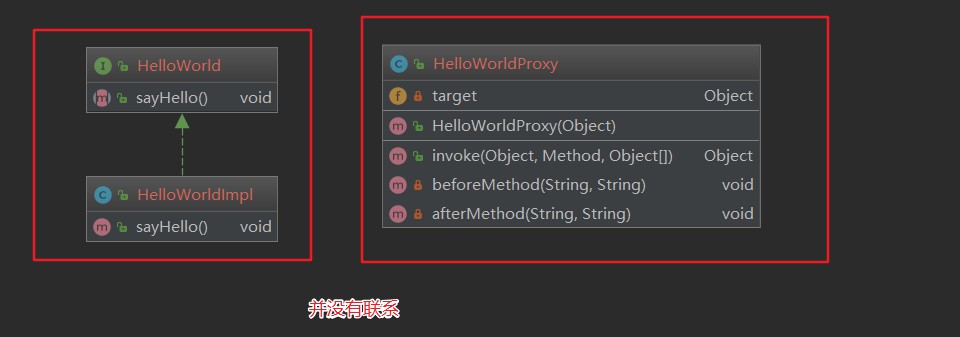 I HelloWorld
m sayHello() void
C HelloWorldImpl
m sayHello() void
C HelloWorldProxy
f target Object
m HelloWorldProxy(Object)
m invoke(Object, Method, Object[]) Object
m beforeMethod(String, String) void
m afterMethod(String, String) void
并没有联系